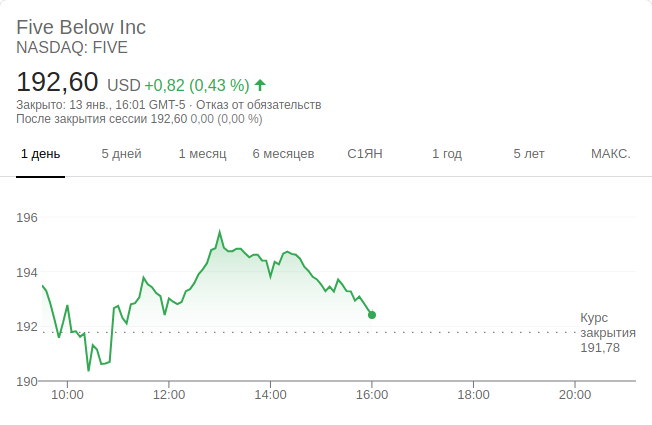 Five Below Inc
NASDAQ: FIVE
192,60 USD +0,82 (0,43 %)
Закрыто: 13 янв., 16:01 GMT-5 · Отказ от обязательств
После закрытия сессии 192,60 0,00 (0,00 %)
1 день 5 дней 1 месяц 6 месяцев С1ЯН 1 год 5 лет МАКС.
196
194
192
Курс
закрытия
191,78
190
10:00 12:00 14:00 16:00 18:00 20:00